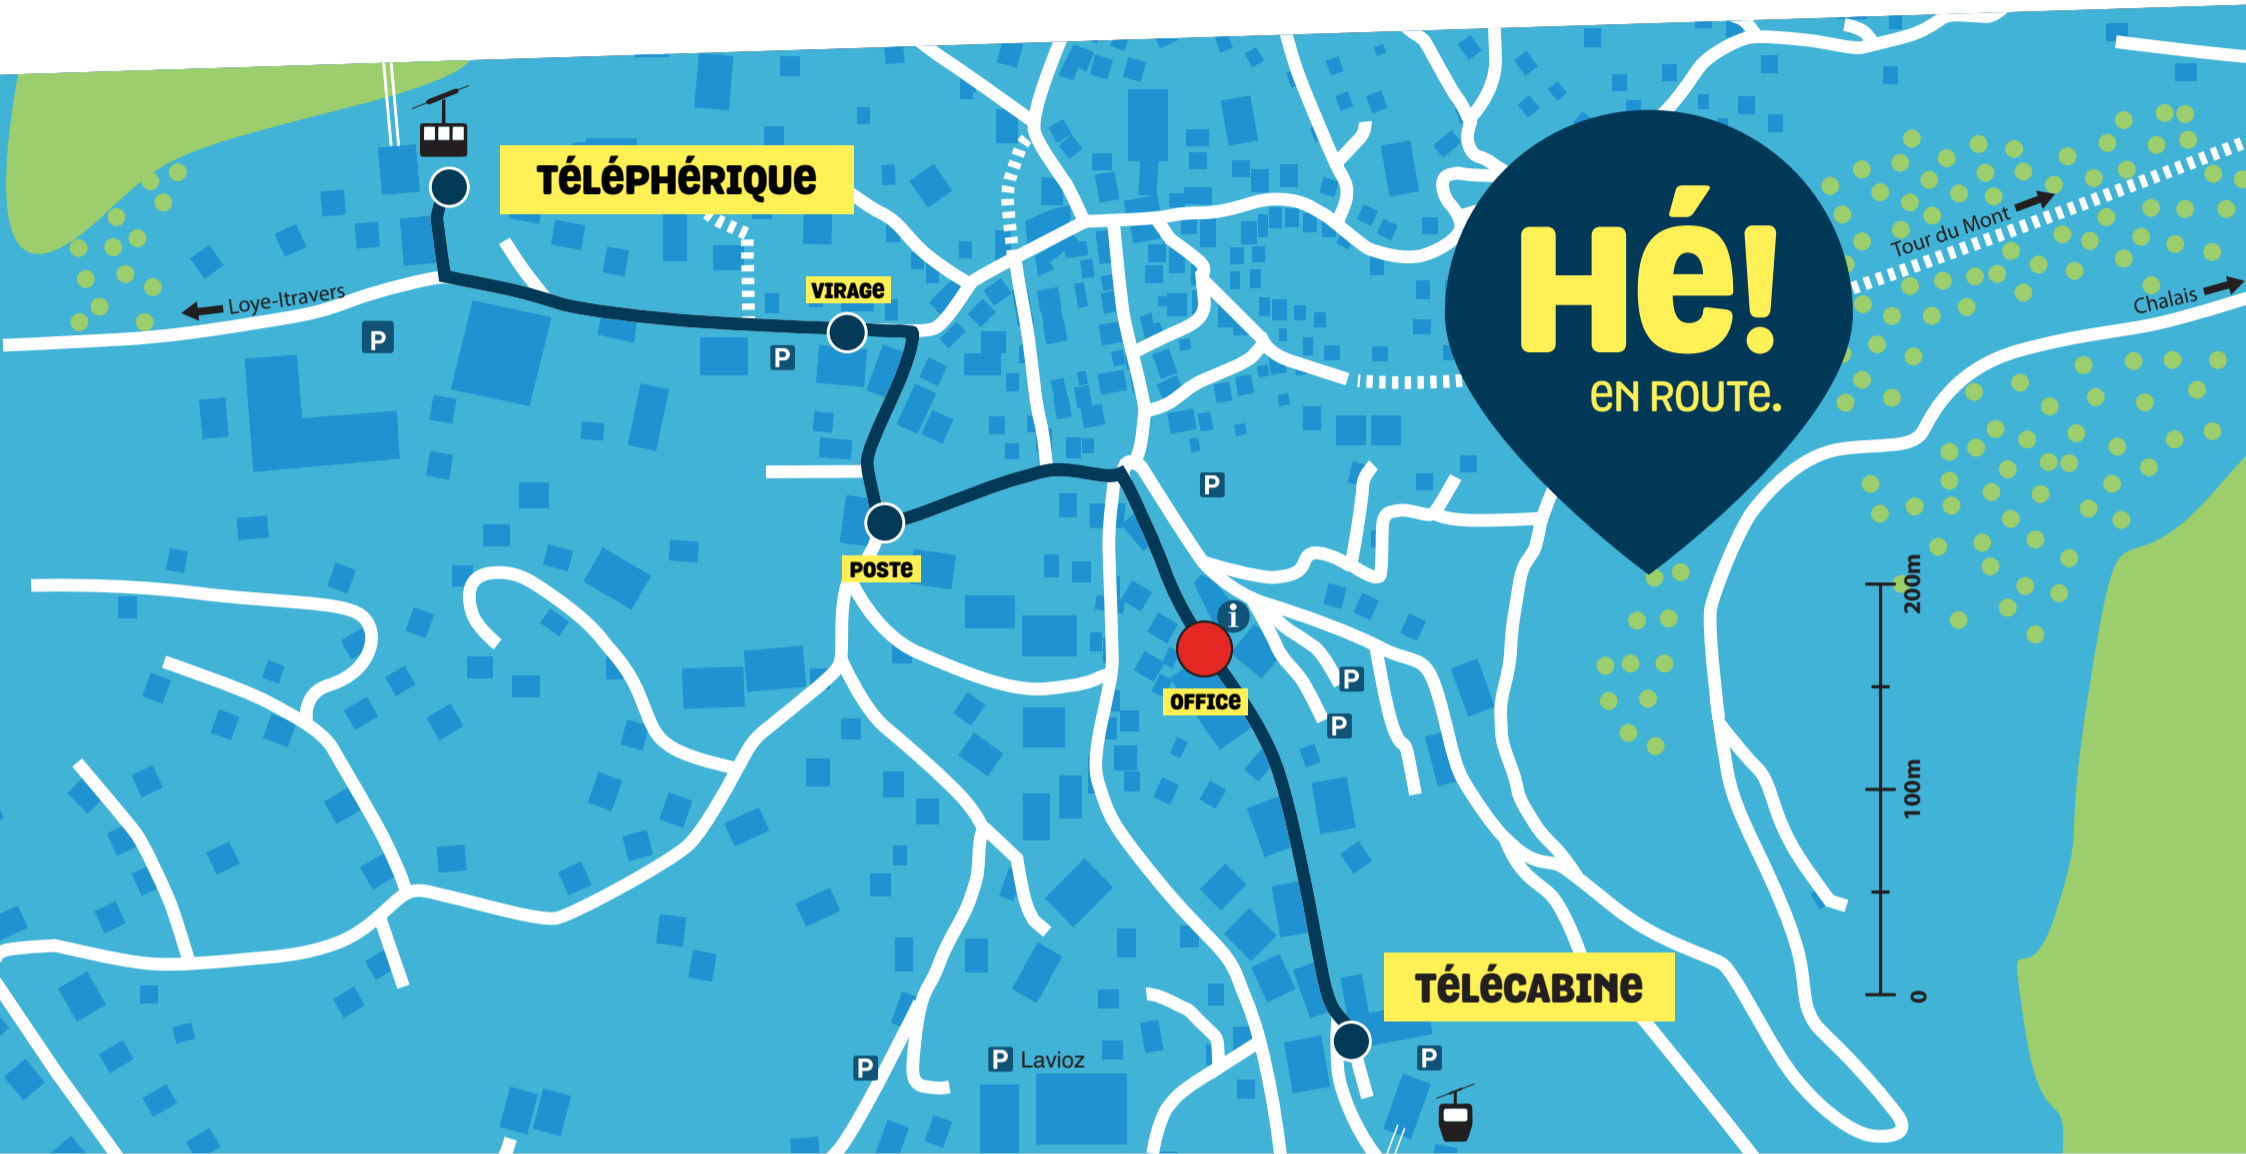 TÉLÉPHÉRIQUE
Hé!
EN ROUTE.
Tour du Mont
Chalais
Loye-Itravers
VIRAGE
P
P
P
POSTE
200m
i
OFFICE
P
P
100m
TÉLÉCABINE
0
P
P Lavioz
P